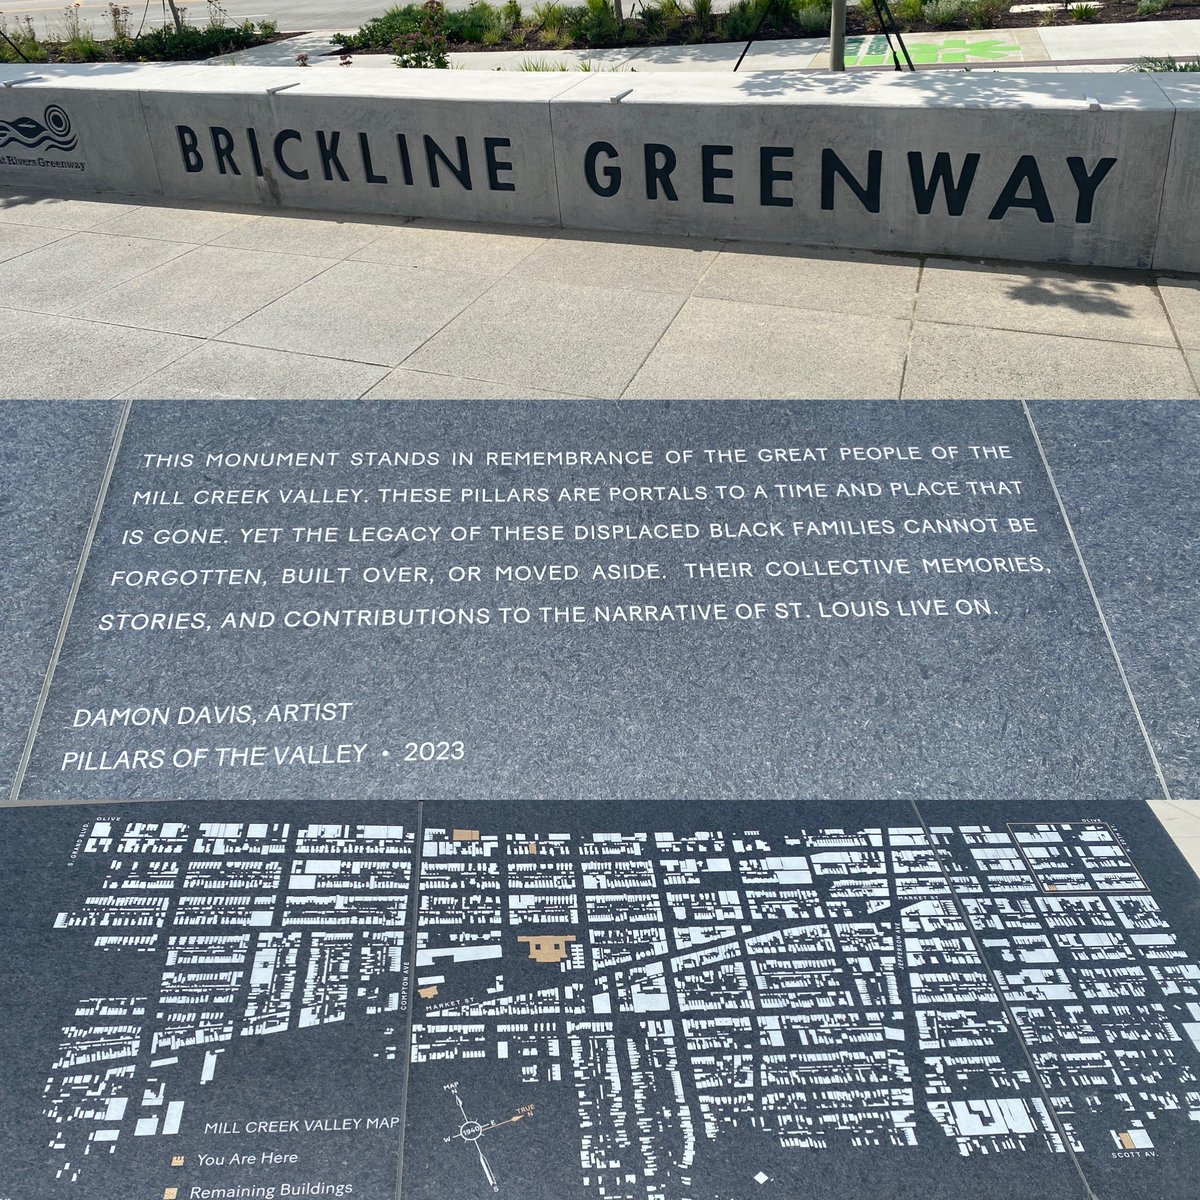 Rivers Greenway
BRICKLINE GREENWAY
THIS MONUMENT STANDS IN REMEMBRANCE OF THE GREAT PEOPLE OF THE
MILL CREEK VALLEY. THESE PILLARS ARE PORTALS TO A TIME AND PLACE THAT
IS GONE. YET THE LEGACY OF THESE DISPLACED BLACK FAMILIES CANNOT BE
FORGOTTEN, BUILT OVER, OR MOVED ASIDE. THEIR COLLECTIVE MEMORIES,
STORIES, AND CONTRIBUTIONS TO THE NARRATIVE OF ST. LOUIS LIVE ON.
DAMON DAVIS, ARTIST
PILLARS OF THE VALLEY • 2023
OLIVE
OLIVE
S. GRAND BLVD.
MARKET ST
JEFFERSON AVE
COMPTON AVE
MARKET ST
MAP
N
TRUE
N
W
1940
E
S
MILL CREEK VALLEY MAP
You Are Here
Remaining Buildings
SCOTT AV.